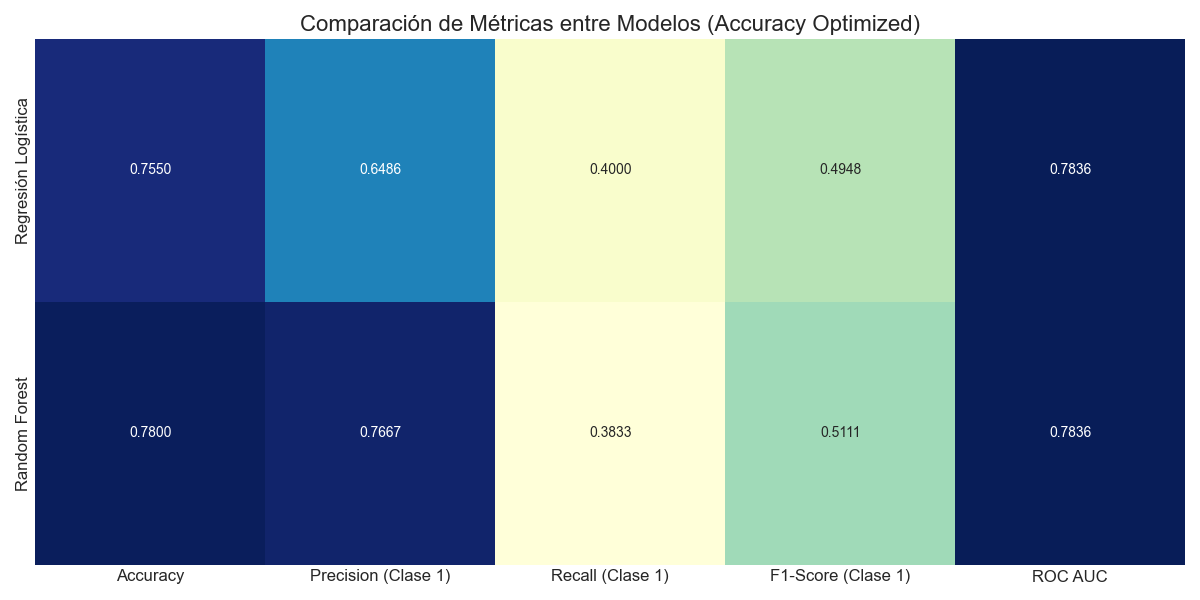 Comparación de Métricas entre Modelos (Accuracy Optimized)
Regresión Logística
0.7550
0.6486
0.4000
0.4948
0.7836
Random Forest
0.7800
0.7667
0.3833
0.5111
0.7836
Accuracy
Precision (Clase 1)
Recall (Clase 1)
F1-Score (Clase 1)
ROC AUC